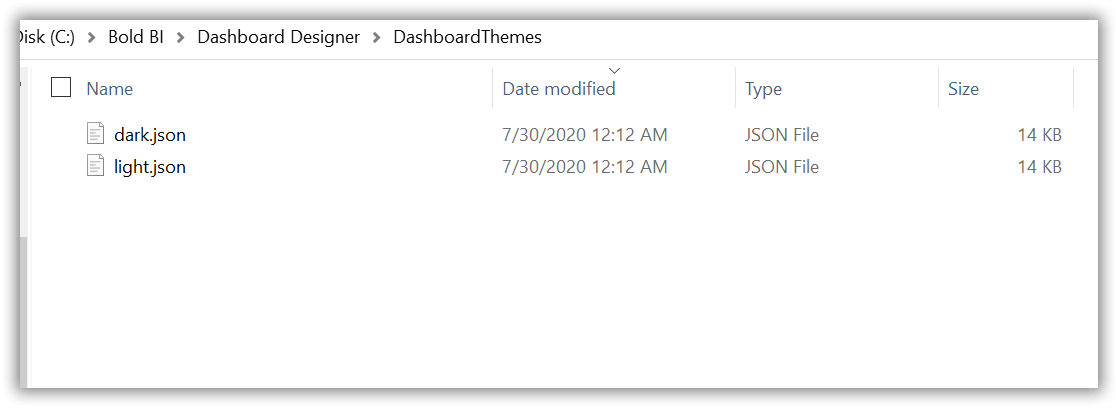 Disk (C:) > Bold BI > Dashboard Designer > DashboardThemes
Name Date modified Type Size
dark.json 7/30/2020 12:12 AM JSON File 14 KB
light.json 7/30/2020 12:12 AM JSON File 14 KB